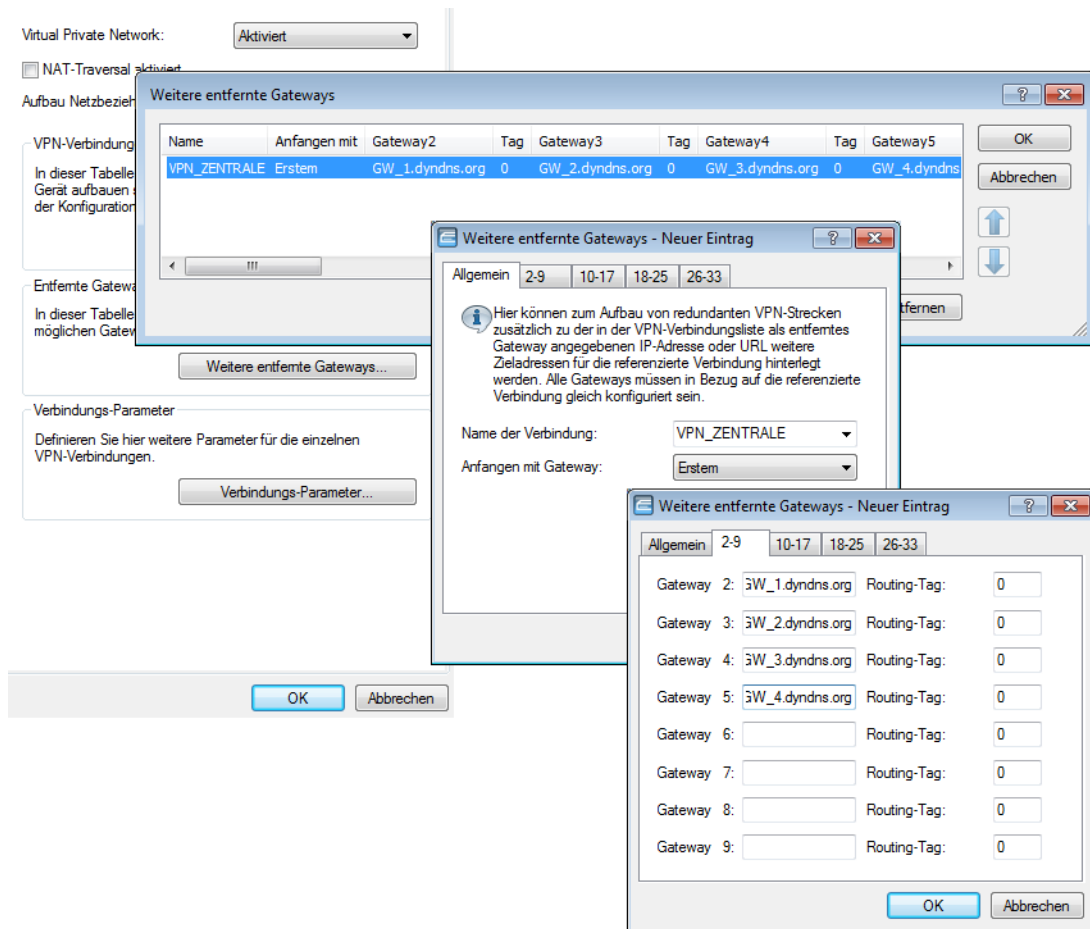 Virtual Private Network: Aktiviert
NAT-Traversal aktiviert
Aufbau Netzbezieh
VPN-Verbindung
In dieser Tabelle
Gerät aufbauen s
der Konfiguration
Entfernte Gatewa
In dieser Tabelle
möglichen Gatew
Weitere entfernte Gateways...
Verbindungs-Parameter
Definieren Sie hier weitere Parameter für die einzelnen
VPN-Verbindungen.
Verbindungs-Parameter...
OK Abbrechen
Weitere entfernte Gateways
Name Anfangen mit Gateway2 Tag Gateway3 Tag Gateway4 Tag Gateway5
VPN_ZENTRALE Erstem GW_1.dyndns.org 0 GW_2.dyndns.org 0 GW_3.dyndns.org 0 GW_4.dyndns
OK
Abbrechen
tfernen
Weitere entfernte Gateways - Neuer Eintrag
Allgemein 2-9 10-17 18-25 26-33
Hier können zum Aufbau von redundanten VPN-Strecken
zusätzlich zu der in der VPN-Verbindungsliste als entferntes
Gateway angegebenen IP-Adresse oder URL weitere
Zieladressen für die referenzierte Verbindung hinterlegt
werden. Alle Gateways müssen in Bezug auf die referenzierte
Verbindung gleich konfiguriert sein.
Name der Verbindung: VPN_ZENTRALE
Anfangen mit Gateway: Erstem
Weitere entfernte Gateways - Neuer Eintrag
Allgemein 2-9 10-17 18-25 26-33
Gateway 2: GW_1.dyndns.org Routing-Tag: 0
Gateway 3: GW_2.dyndns.org Routing-Tag: 0
Gateway 4: GW_3.dyndns.org Routing-Tag: 0
Gateway 5: GW_4.dyndns.org Routing-Tag: 0
Gateway 6: Routing-Tag: 0
Gateway 7: Routing-Tag: 0
Gateway 8: Routing-Tag: 0
Gateway 9: Routing-Tag: 0
OK Abbrechen